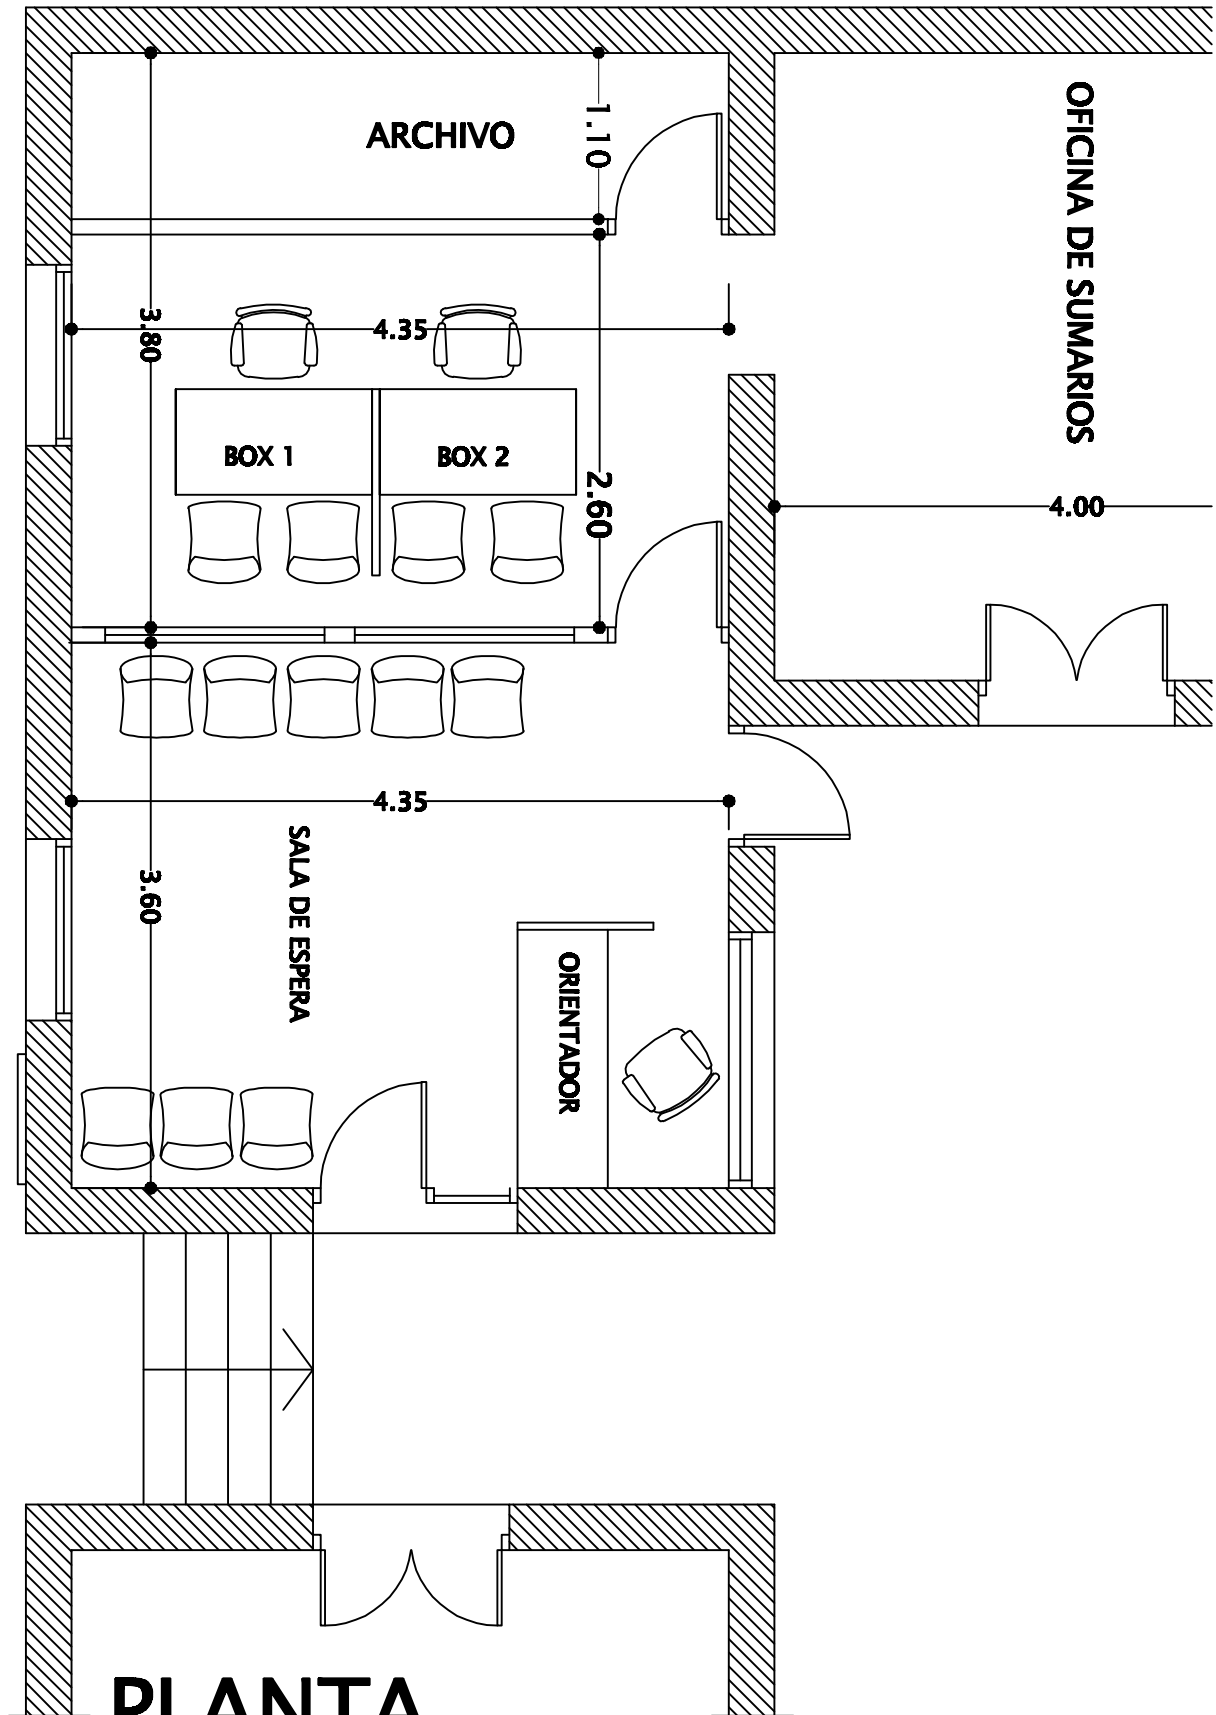 ARCHIVO
1.10
OFICINA DE SUMARIOS
3.80
4.35
BOX 1
BOX 2
2.60
4.00
4.35
SALA DE ESPERA
3.60
ORIENTADOR
PLANTA